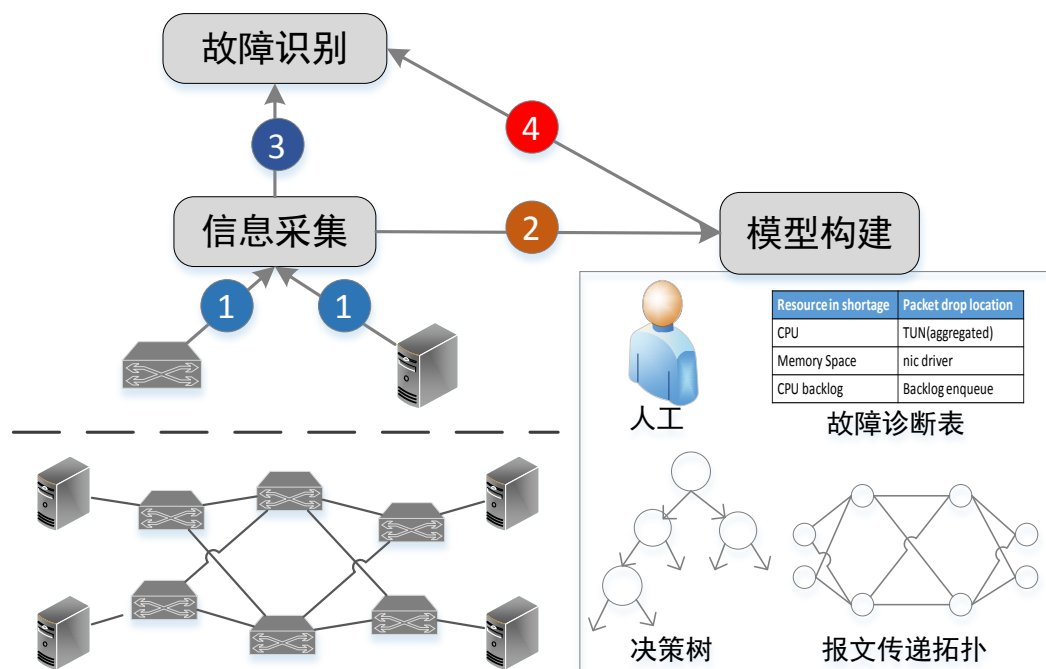 故障识别
4
3
信息采集
2
模型构建
1
1
Resource in shortage Packet drop location
CPU TUN(aggregated)
Memory Space nic driver
CPU backlog Backlog enqueue
人工
故障诊断表
决策树
报文传递拓扑